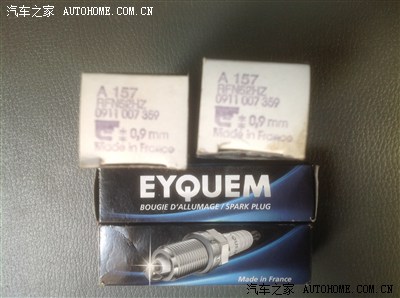 汽车之家 | AUTOHOME.COM.CN
A 157
RFN52HZ
0911 007 359
± 0,9 mm
Made in France
A 157
RFN52HZ
0911 007 359
± 0,9 mm
Made in France
EYQUEM
BOUGIE D'ALLUMAGE / SPARK PLUG
Made in France
汽车之家 | AUTOHOME.COM.CN